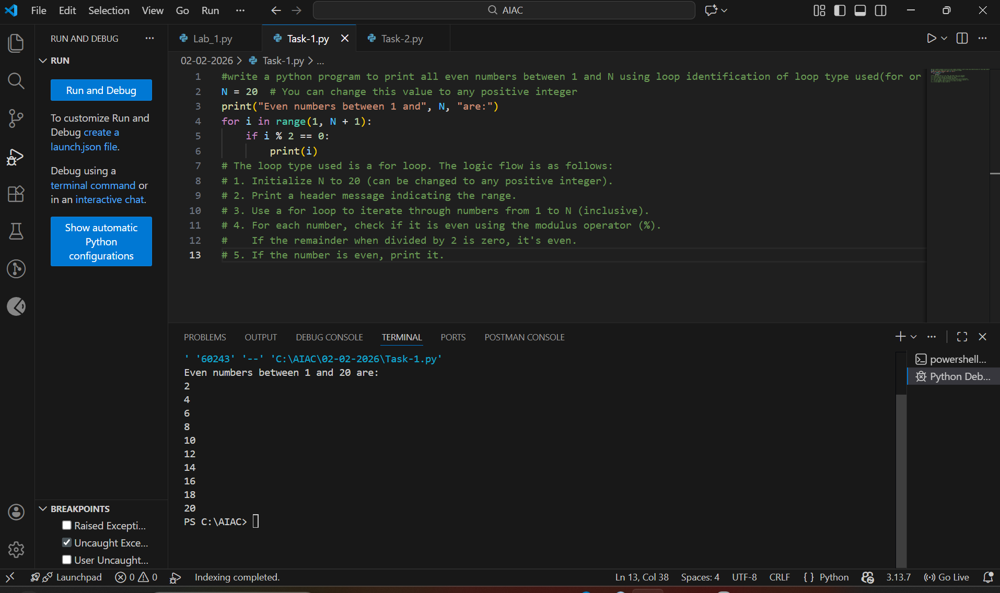 File Edit Selection View Go Run ··· AIAC
RUN AND DEBUG ···
RUN
Run and Debug
To customize Run and
Debug create a
launch.json file.
Debug using a
terminal command or
in an interactive chat.
Show automatic
Python
configurations
BREAKPOINTS
Raised Excepti...
Uncaught Exce...
User Uncaught...
Lab_1.py Task-1.py Task-2.py
02-02-2026 > Task-1.py > ...
1 #write a python program to print all even numbers between 1 and N using loop identification of loop type used(for or
2 N = 20  # You can change this value to any positive integer
3 print("Even numbers between 1 and", N, "are:")
4 for i in range(1, N + 1):
5     if i % 2 == 0:
6         print(i)
7 # The loop type used is a for loop. The logic flow is as follows:
8 # 1. Initialize N to 20 (can be changed to any positive integer).
9 # 2. Print a header message indicating the range.
10 # 3. Use a for loop to iterate through numbers from 1 to N (inclusive).
11 # 4. For each number, check if it is even using the modulus operator (%).
12 #    If the remainder when divided by 2 is zero, it's even.
13 # 5. If the number is even, print it.
PROBLEMS OUTPUT DEBUG CONSOLE TERMINAL PORTS POSTMAN CONSOLE
' '60243' '--' 'C:\AIAC\02-02-2026\Task-1.py'
Even numbers between 1 and 20 are:
2
4
6
8
10
12
14
16
18
20
PS C:\AIAC>
powershell...
Python Deb...
Launchpad 0 0 Indexing completed. Ln 13, Col 38 Spaces: 4 UTF-8 CRLF { } Python 3.13.7 Go Live